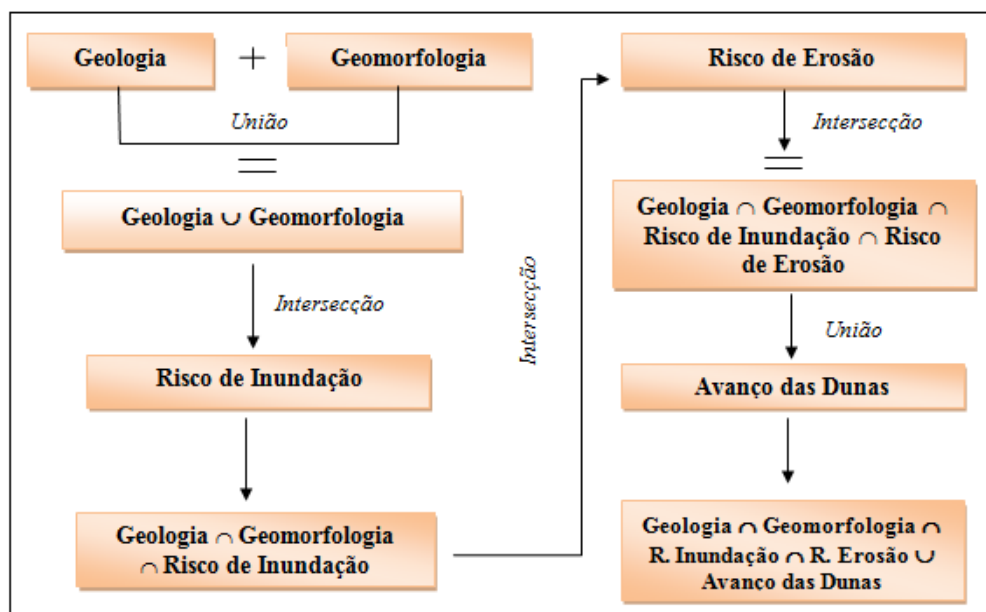 Geologia
+
Geomorfologia
União
=
Geologia ∪ Geomorfologia
Intersecção
Risco de Inundação
Geologia ∩ Geomorfologia
∩ Risco de Inundação
Intersecção
Risco de Erosão
Intersecção
=
Geologia ∩ Geomorfologia ∩
Risco de Inundação ∩ Risco
de Erosão
União
Avanço das Dunas
Geologia ∩ Geomorfologia ∩
R. Inundação ∩ R. Erosão ∪
Avanço das Dunas